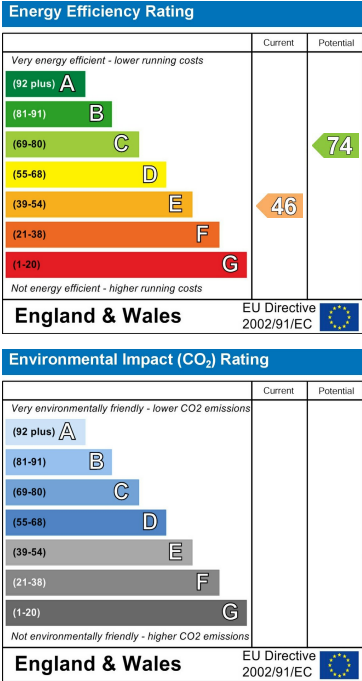 Energy Efficiency Rating
Current Potential
Very energy efficient - lower running costs
(92 plus) A
(81-91) B
(69-80) C
74
(55-68) D
(39-54) E
46
(21-38) F
(1-20) G
Not energy efficient - higher running costs
England & Wales
EU Directive
2002/91/EC
Environmental Impact (CO₂) Rating
Current Potential
Very environmentally friendly - lower CO2 emissions
(92 plus) A
(81-91) B
(69-80) C
(55-68) D
(39-54) E
(21-38) F
(1-20) G
Not environmentally friendly - higher CO2 emissions
England & Wales
EU Directive
2002/91/EC